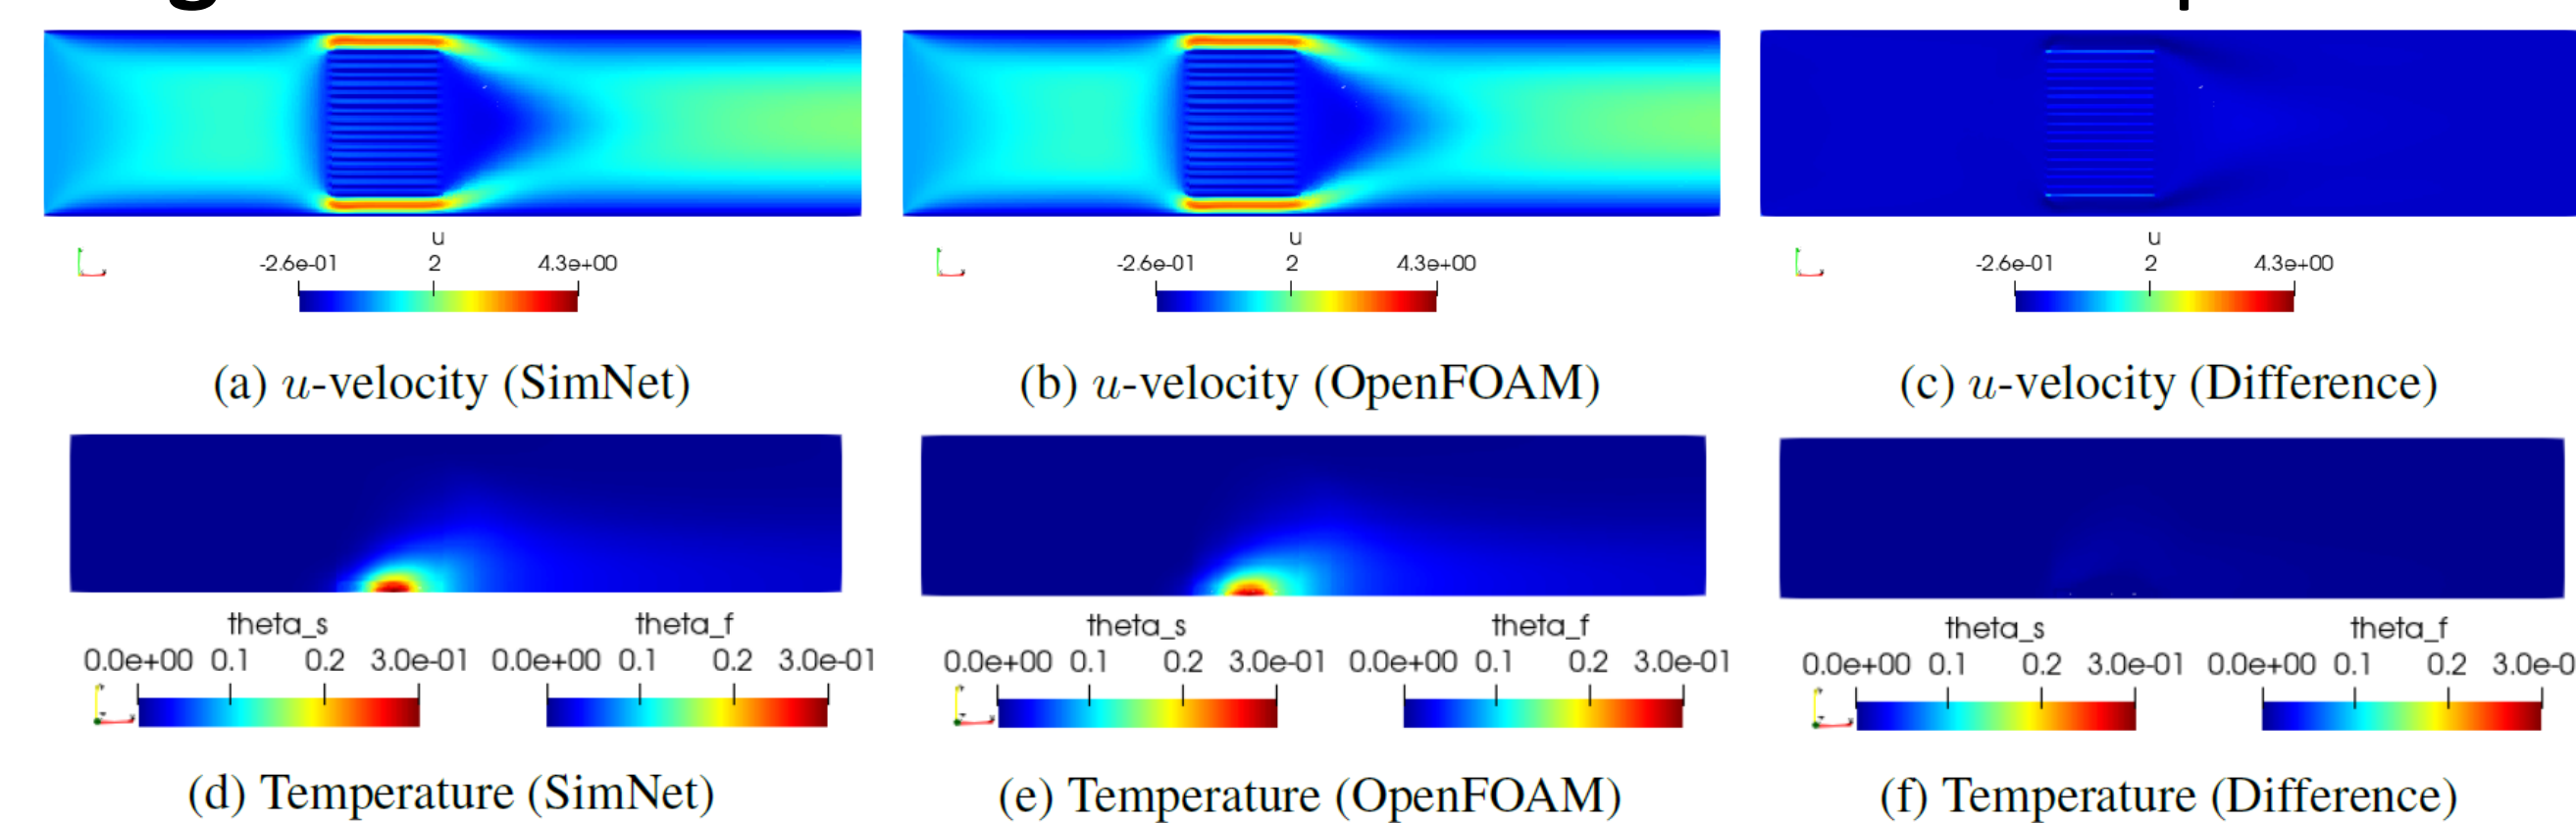 u u u
-2.6e-01 2 4.3e+00 -2.6e-01 2 4.3e+00 -2.6e-01 2 4.3e+00
(a) u-velocity (SimNet) (b) u-velocity (OpenFOAM) (c) u-velocity (Difference)
theta_s theta_f theta_s theta_f theta_s theta_f
0.0e+00 0.1 0.2 3.0e-01 0.0e+00 0.1 0.2 3.0e-01 0.0e+00 0.1 0.2 3.0e-01 0.0e+00 0.1 0.2 3.0e-01 0.0e+00 0.1 0.2 3.0e-01 0.0e+00 0.1 0.2 3.0e-0
(d) Temperature (SimNet) (e) Temperature (OpenFOAM) (f) Temperature (Difference)